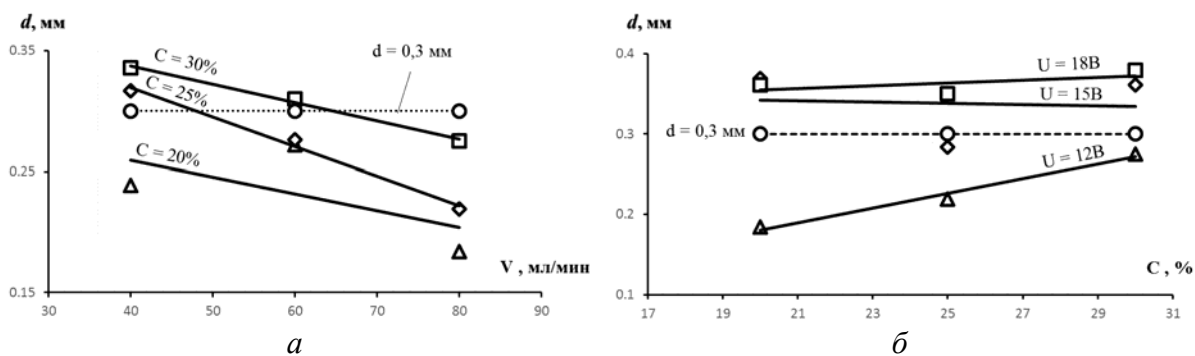 d, мм
0.35
0.25
0.15
C = 30%
C = 25%
C = 20%
d = 0,3 мм
V , мл/мин
30 40 50 60 70 80 90
а
d, мм
0.4
0.3
0.2
0.1
U = 18В
U = 15В
d = 0,3 мм
U = 12В
C , %
17 19 21 23 25 27 29 31
б